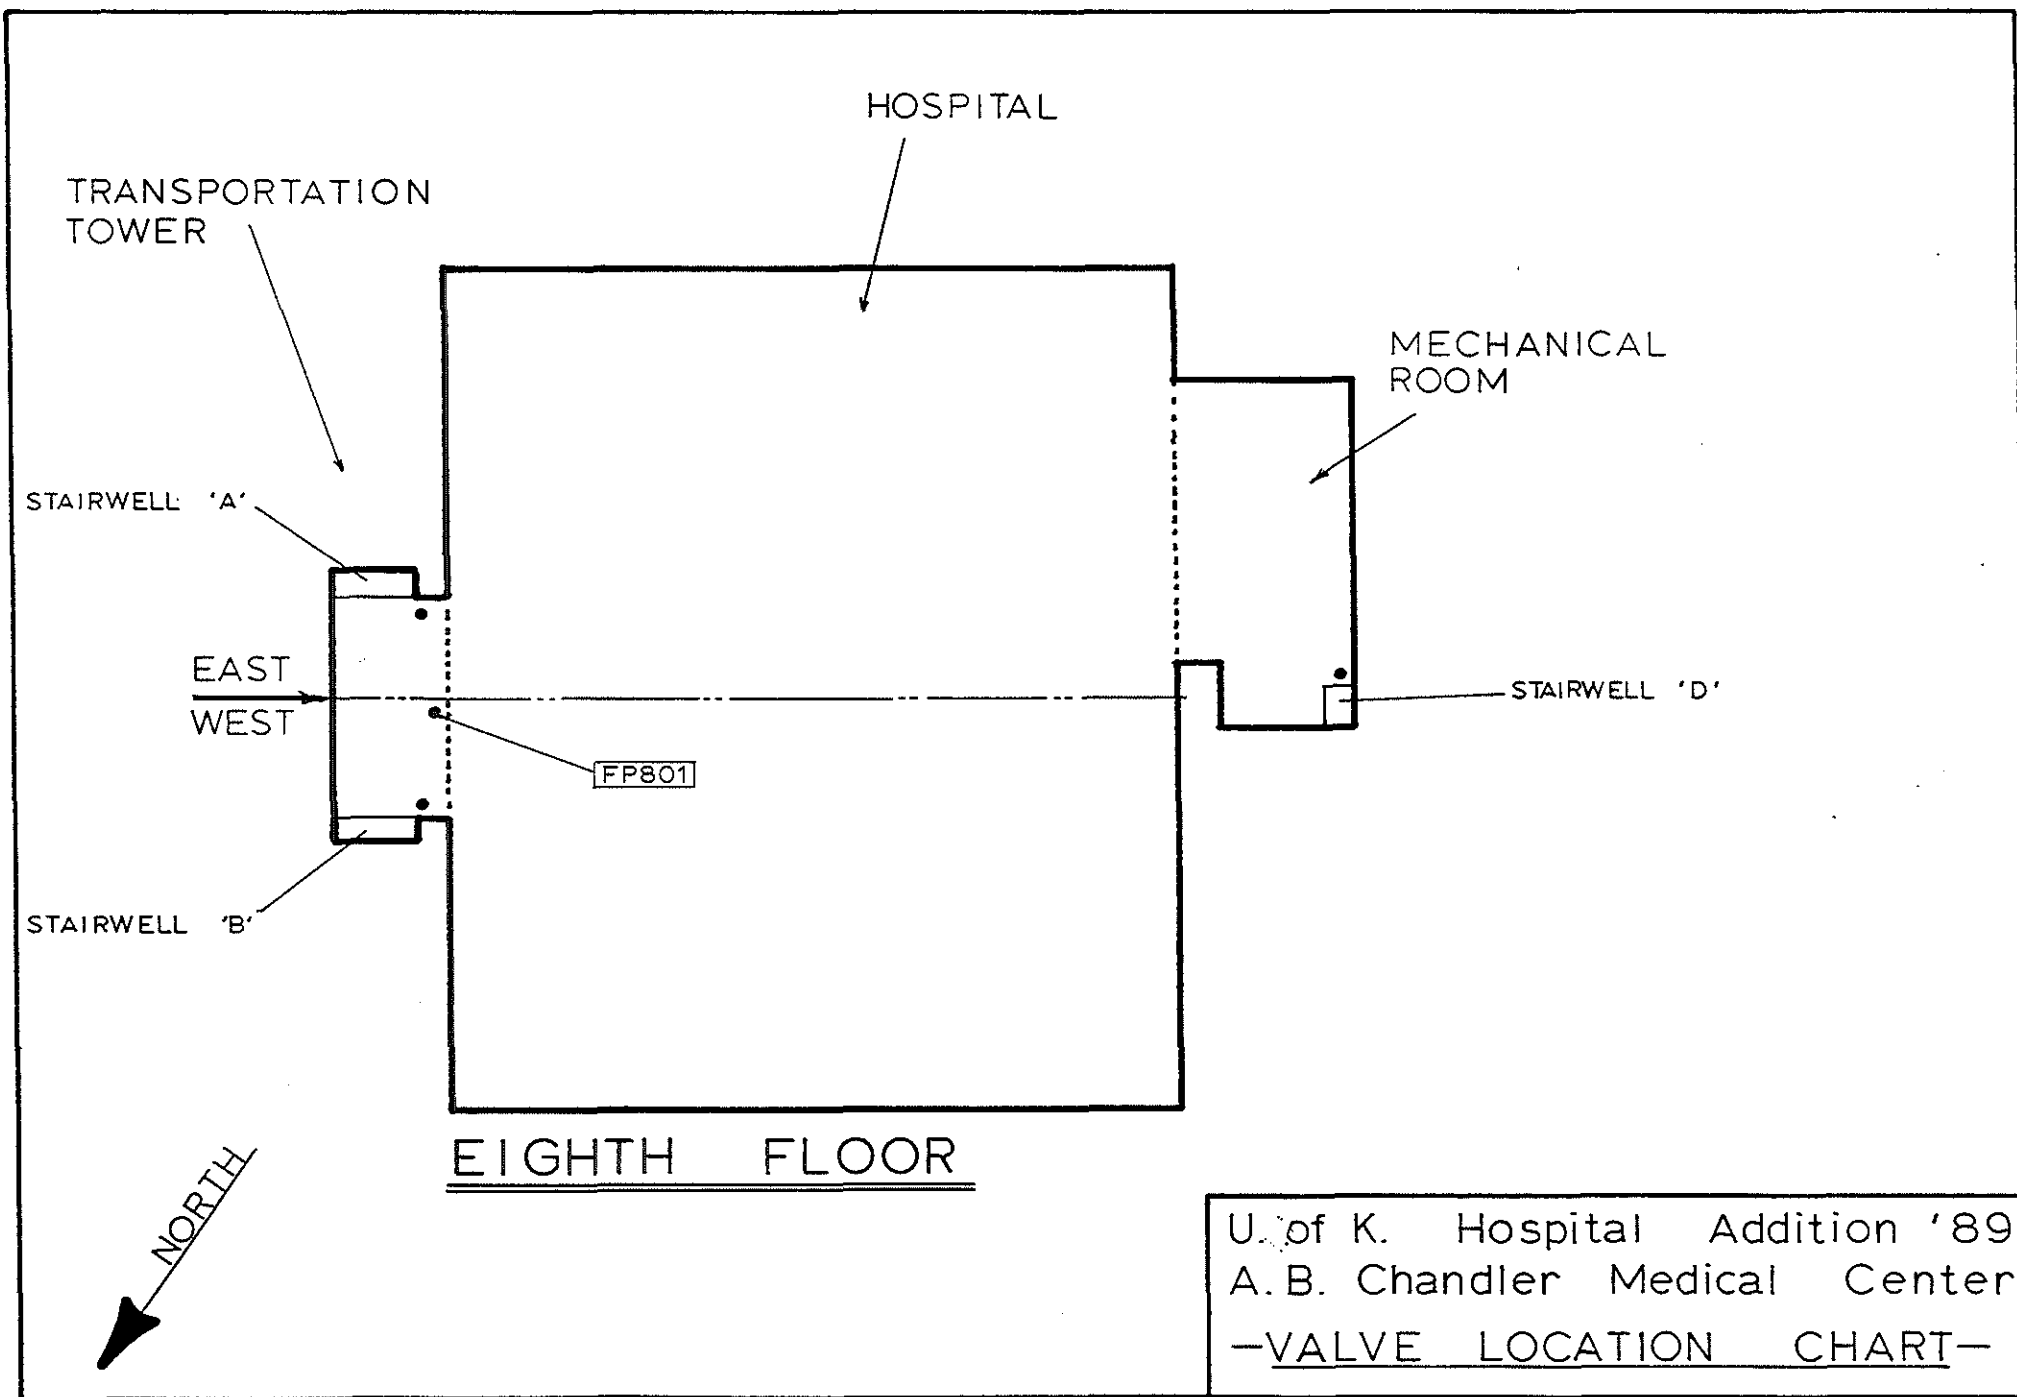 HOSPITAL
TRANSPORTATION
TOWER
MECHANICAL
ROOM
STAIRWELL 'A'
EAST
WEST
STAIRWELL 'D'
FP801
STAIRWELL 'B'
EIGHTH FLOOR
NORTH
U. of K. Hospital Addition '89
A.B. Chandler Medical Center
—VALVE LOCATION CHART—